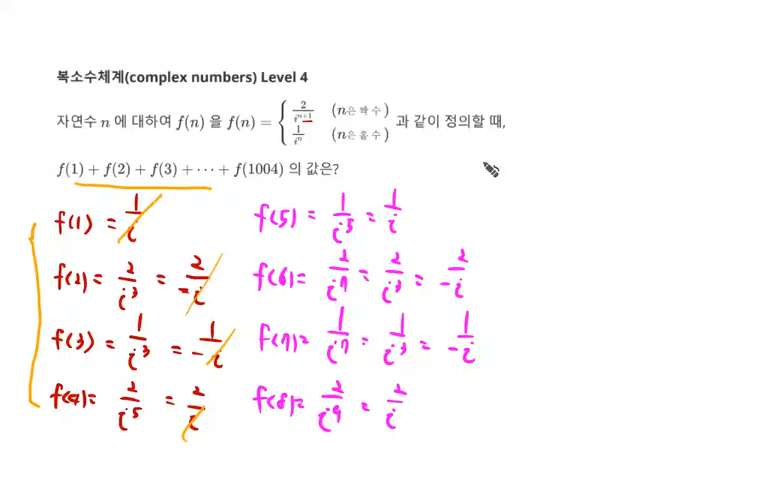 복소수체계(complex numbers) Level 4
자연수 n 에 대하여 f(n) 을 f(n) = { 2/i^{n+1} (n은 짝수) 1/i^n (n은 홀수) 과 같이 정의할 때,
f(1) + f(2) + f(3) + ⋯ + f(1004) 의 값은?
f(1) = 1/i
f(2) = 2/i^3 = 2/-i
f(3) = 1/i^3 = 1/-i
f(4) = 2/i^5 = 2/i
f(5) = 1/i^5 = 1/i
f(6) = 2/i^7 = 2/i^3 = 2/-i
f(7) = 1/i^7 = 1/i^3 = 1/-i
f(8) = 2/i^9 = 2/i